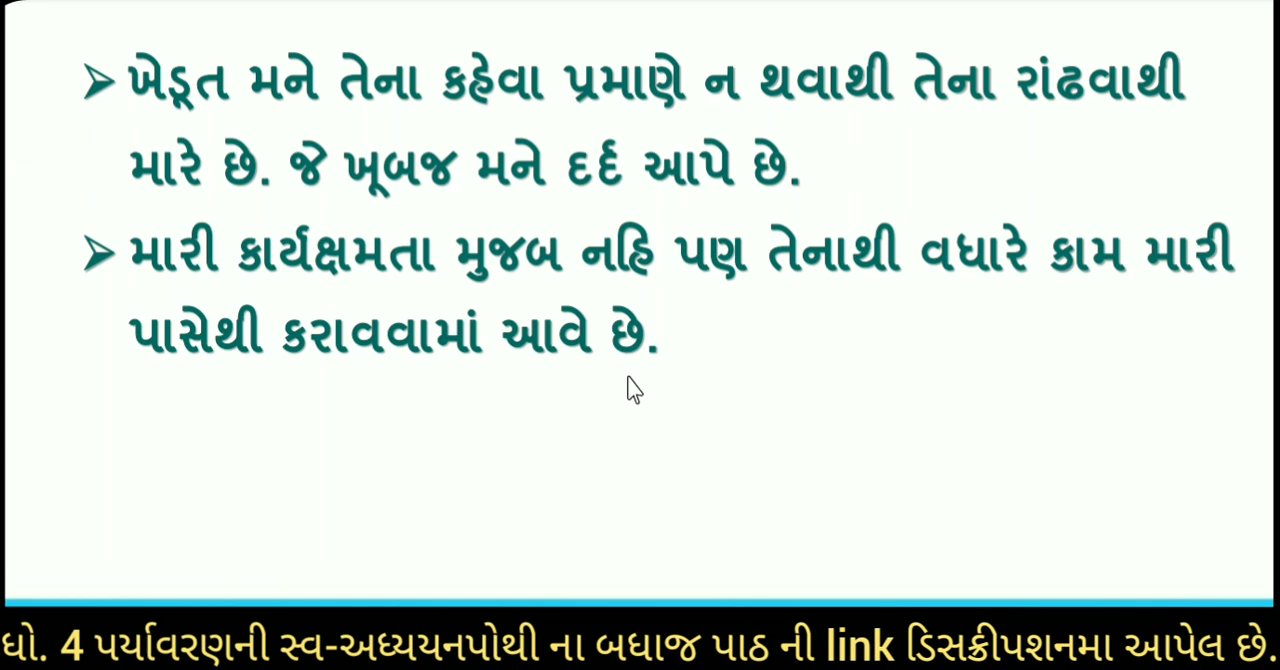 ➢ ખેડૂત મને તેના કહેવા પ્રમાણે ન થવાથી તેના રાંઢવાથી
મારે છે. જે ખૂબજ મને દર્દ આપે છે.
➢ મારી કાર્યક્ષમતા મુજબ નહિ પણ તેનાથી વધારે કામ મારી
પાસેથી કરાવવામાં આવે છે.
ધો. 4 પર્યાવરણની સ્વ-અધ્યયનપોથી ના બધાજ પાઠ ની link ડિસક્રીપશનમા આપેલ છે.